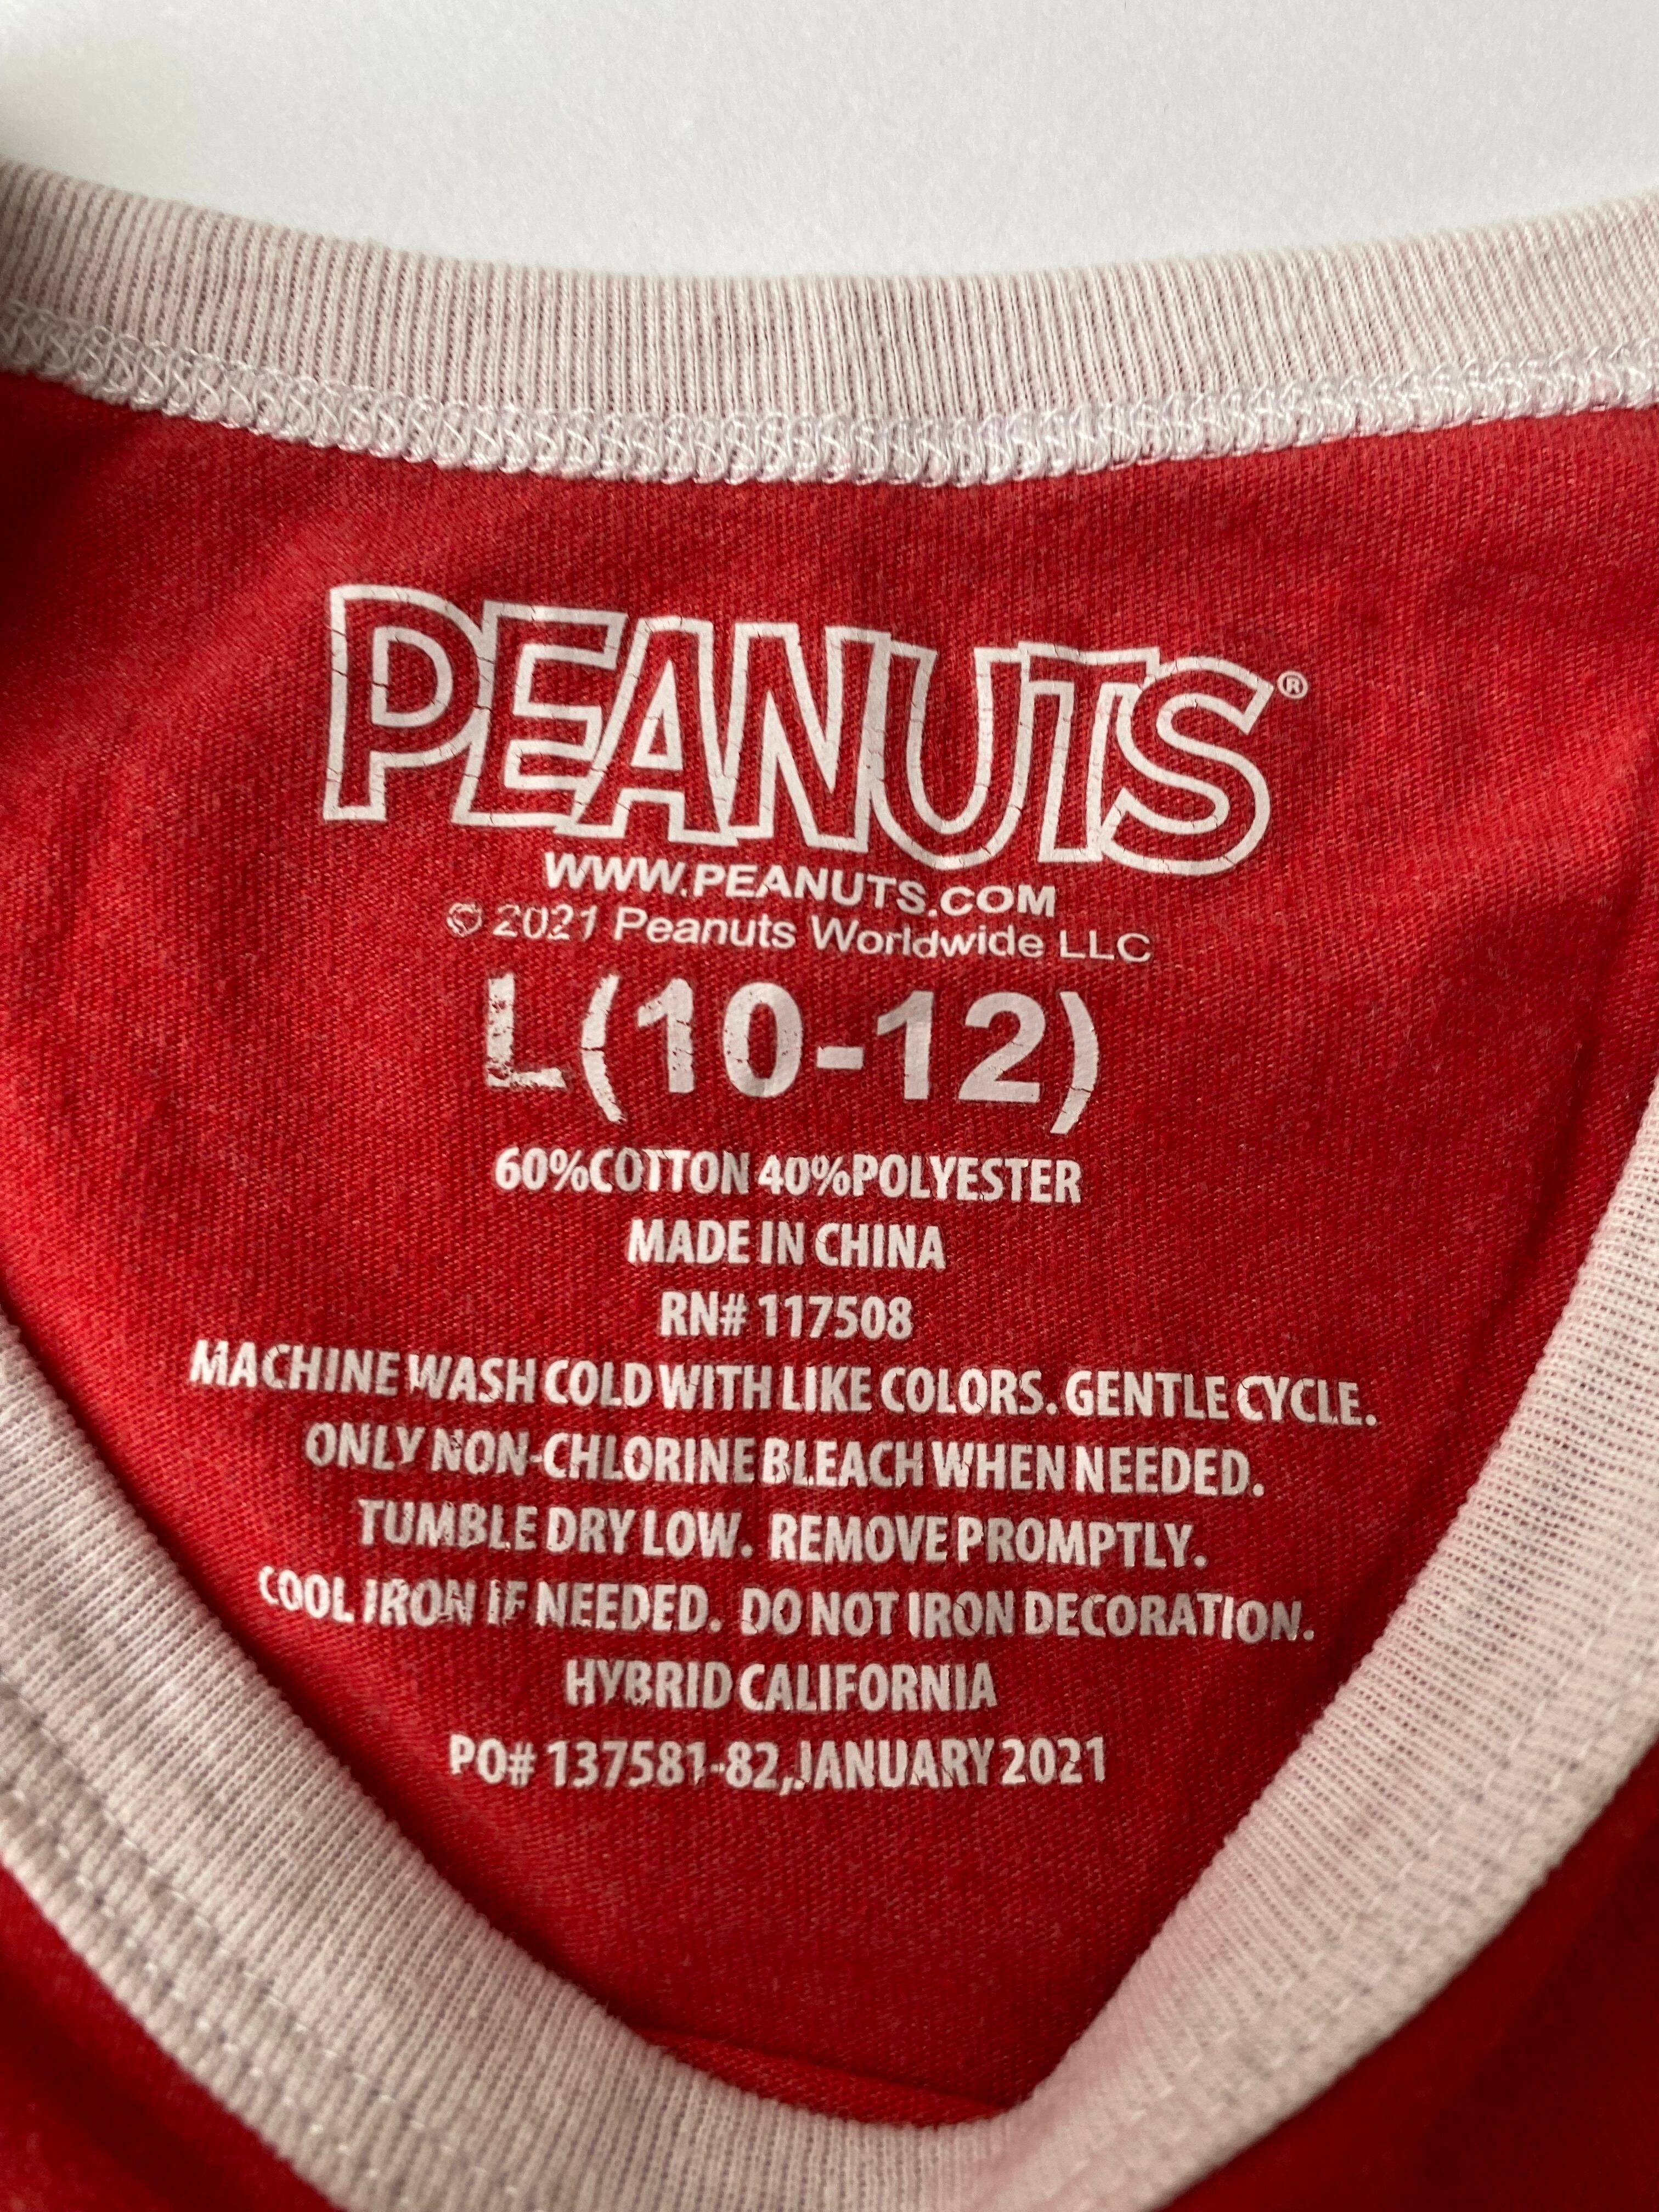 PEANUTS®
WWW.PEANUTS.COM
© 2021 Peanuts Worldwide LLC
L(10-12)
60%COTTON 40%POLYESTER
MADE IN CHINA
RN# 117508
MACHINE WASH COLD WITH LIKE COLORS. GENTLE CYCLE.
ONLY NON-CHLORINE BLEACH WHEN NEEDED.
TUMBLE DRY LOW. REMOVE PROMPTLY.
COOL IRON IF NEEDED. DO NOT IRON DECORATION.
HYBRID CALIFORNIA
PO# 137581-82, JANUARY 2021